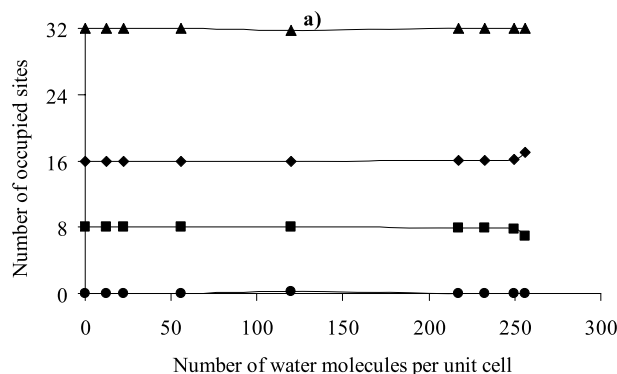 a)
32
24
16
8
0
Number of occupied sites
0 50 100 150 200 250 300
Number of water molecules per unit cell